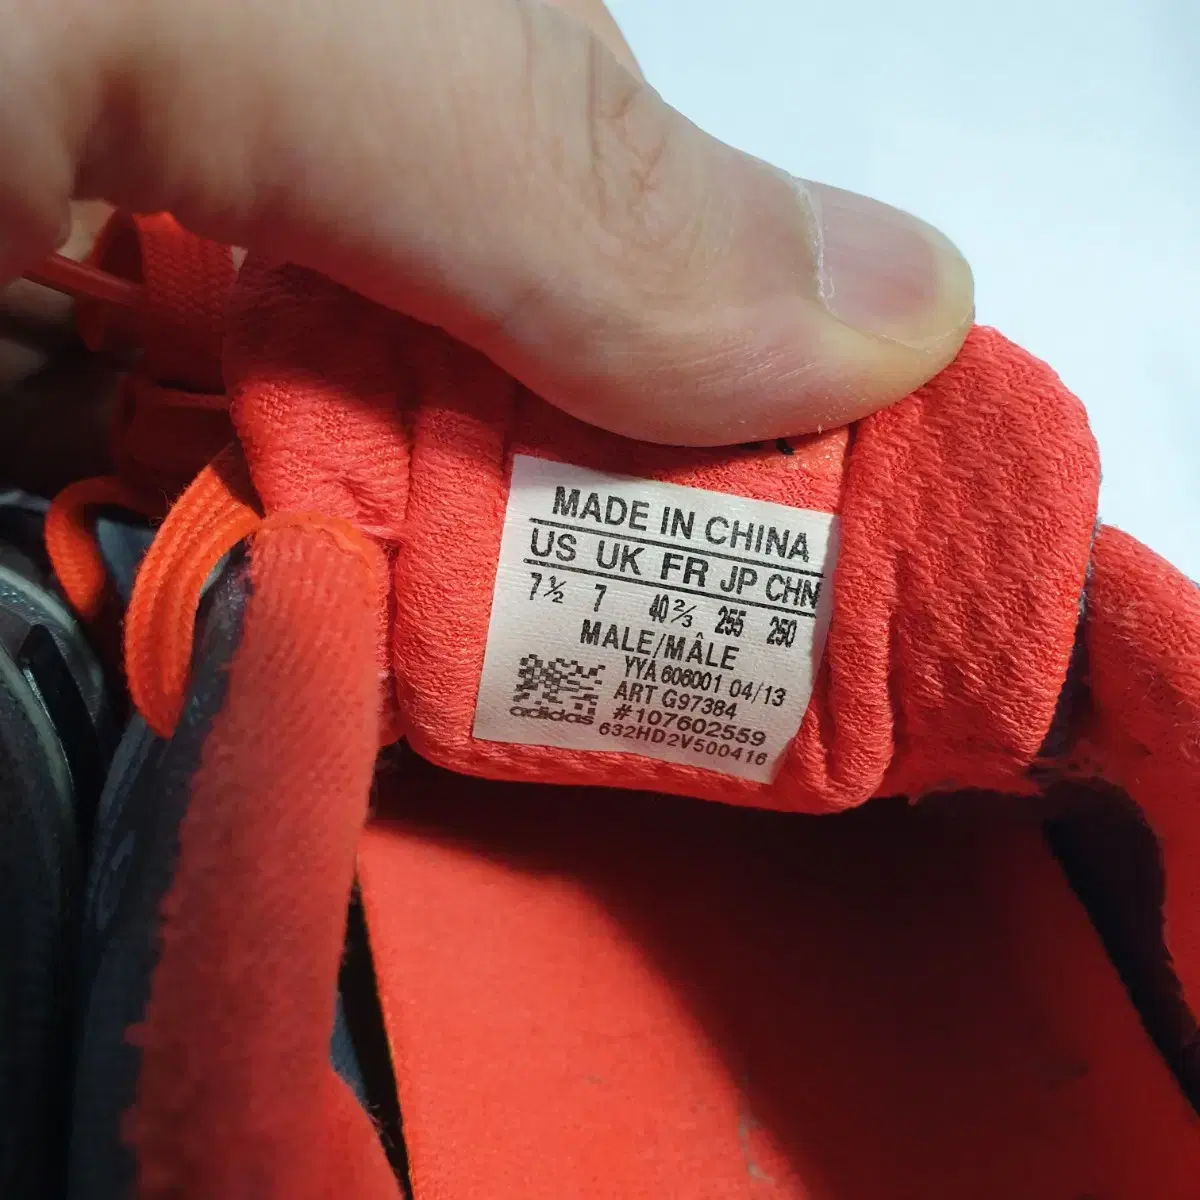 MADE IN CHINA
US UK FR JP CHN
7½ 7 40⅔ 255 250
MALE/MÂLE
YYA 606001 04/13
ART G97384
adidas #107602559
632HD2V500416